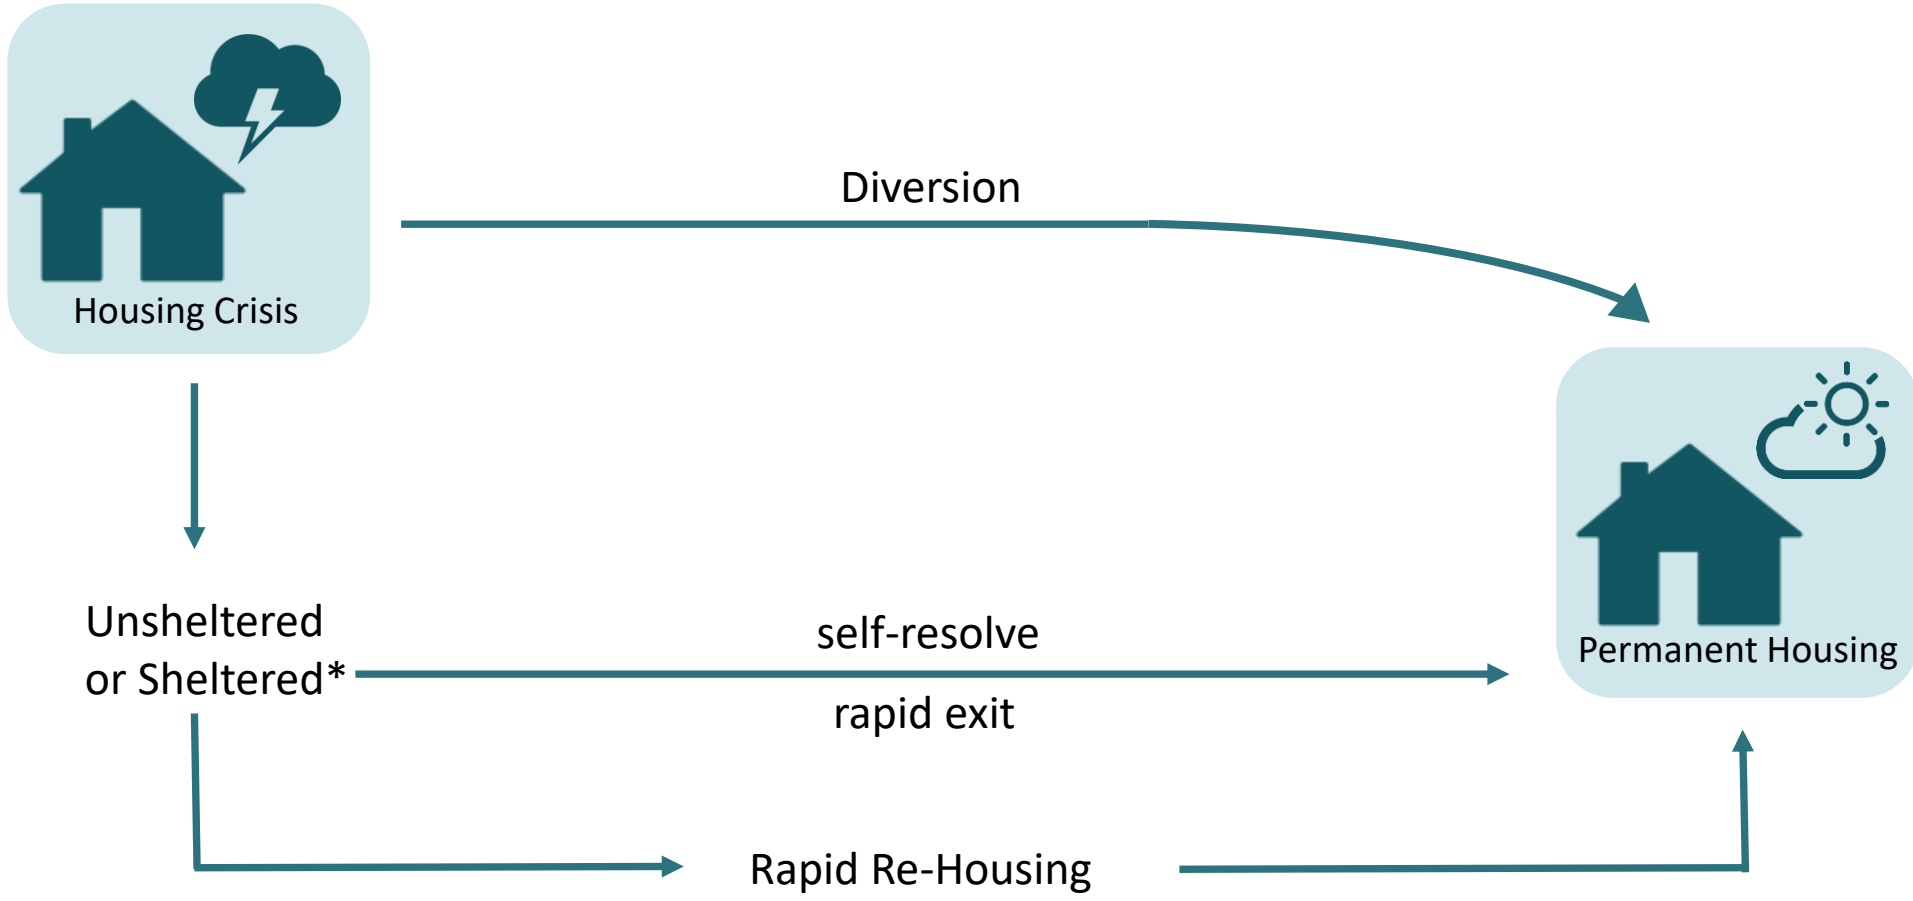 Housing Crisis
Diversion
Permanent Housing
Unsheltered
or Sheltered*
self-resolve
rapid exit
Rapid Re-Housing